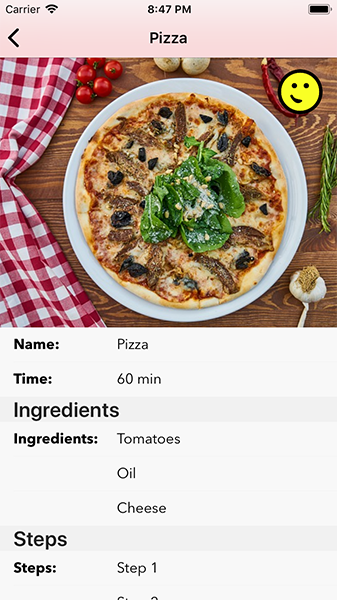 Carrier 8:47 PM
Pizza
Name: Pizza
Time: 60 min
Ingredients
Ingredients: Tomatoes
Oil
Cheese
Steps
Steps: Step 1